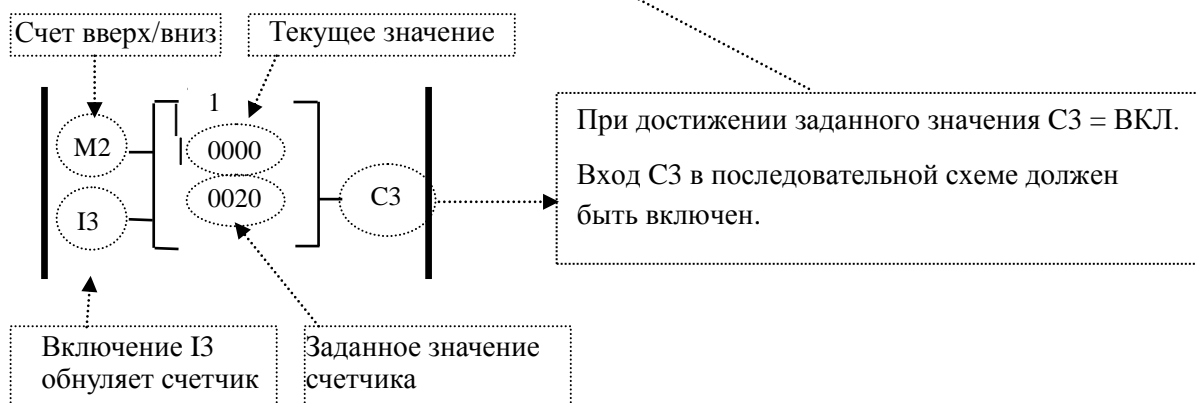 Счет вверх/вниз
Текущее значение
1
M2
0000
I3
0020
C3
При достижении заданного значения C3 = ВКЛ.
Вход C3 в последовательной схеме должен
быть включен.
Включение I3
обнуляет счетчик
Заданное значение
счетчика